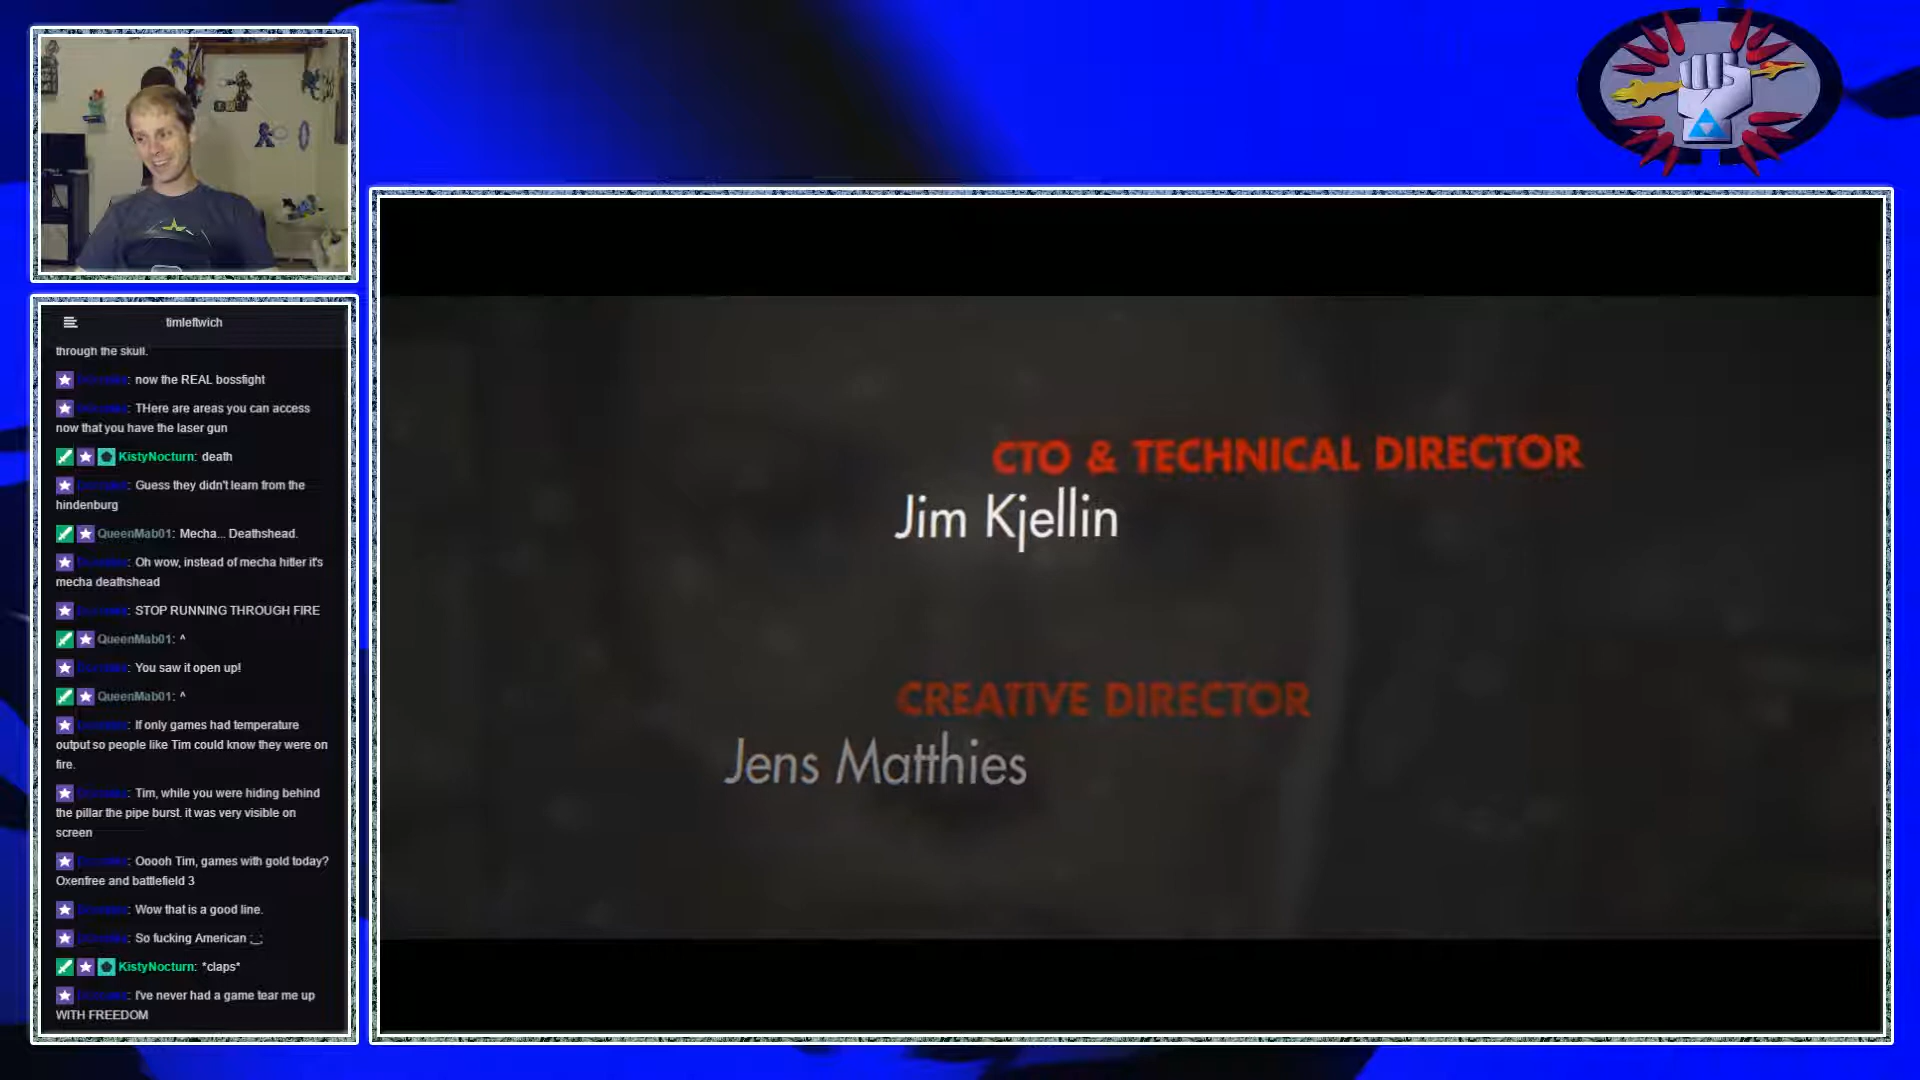 timleftwich
through the skull.
: now the REAL bossfight
: THere are areas you can access
now that you have the laser gun
KistyNocturn: death
: Guess they didn't learn from the
hindenburg
QueenMab01: Mecha... Deathshead.
: Oh wow, instead of mecha hitler it's
mecha deathshead
: STOP RUNNING THROUGH FIRE
QueenMab01: ^
: You saw it open up!
QueenMab01: ^
: If only games had temperature
output so people like Tim could know they were on
fire.
: Tim, while you were hiding behind
the pillar the pipe burst. it was very visible on
screen
: Ooooh Tim, games with gold today?
Oxenfree and battlefield 3
: Wow that is a good line.
: So fucking American ;_;
KistyNocturn: *claps*
: I've never had a game tear me up
WITH FREEDOM
CTO & TECHNICAL DIRECTOR
Jim Kjellin
CREATIVE DIRECTOR
Jens Matthies